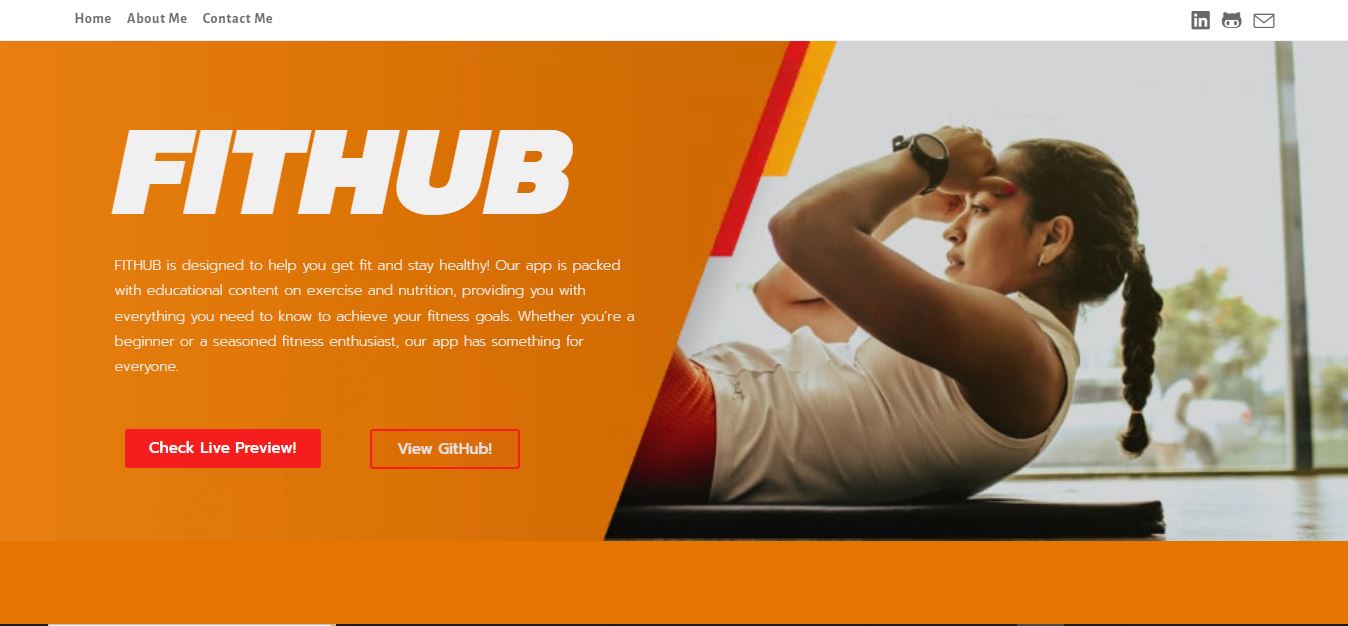 Home About Me Contact Me
FITHUB
FITHUB is designed to help you get fit and stay healthy! Our app is packed
with educational content on exercise and nutrition, providing you with
everything you need to know to achieve your fitness goals. Whether you're a
beginner or a seasoned fitness enthusiast, our app has something for
everyone.
Check Live Preview! View GitHub!